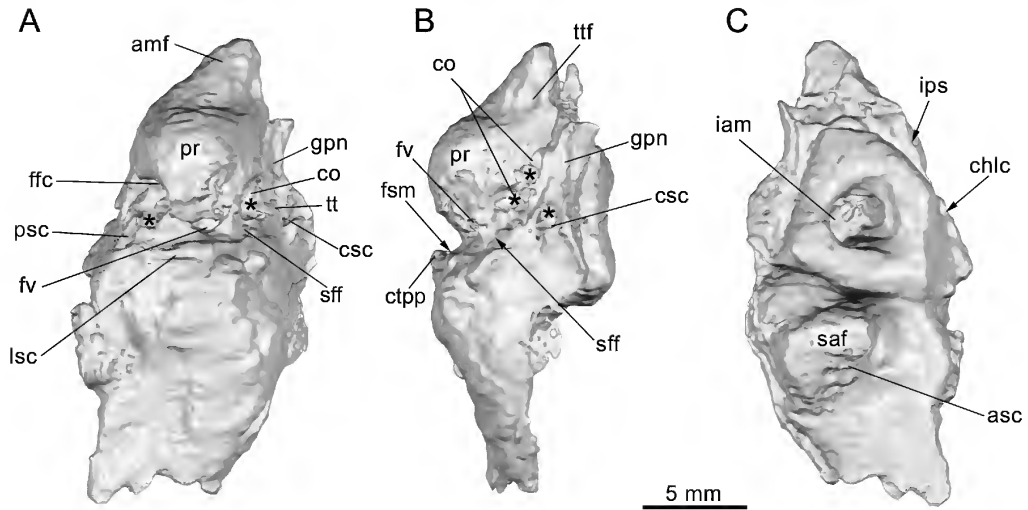 A
amf
pr
gpn
ffc
co
*
*
tt
psc
csc
fv
sff
lsc
B
ttf
co
pr
gpn
fv
*
*
*
fsm
csc
ctpp
sff
C
ips
iam
chlc
saf
asc
5 mm